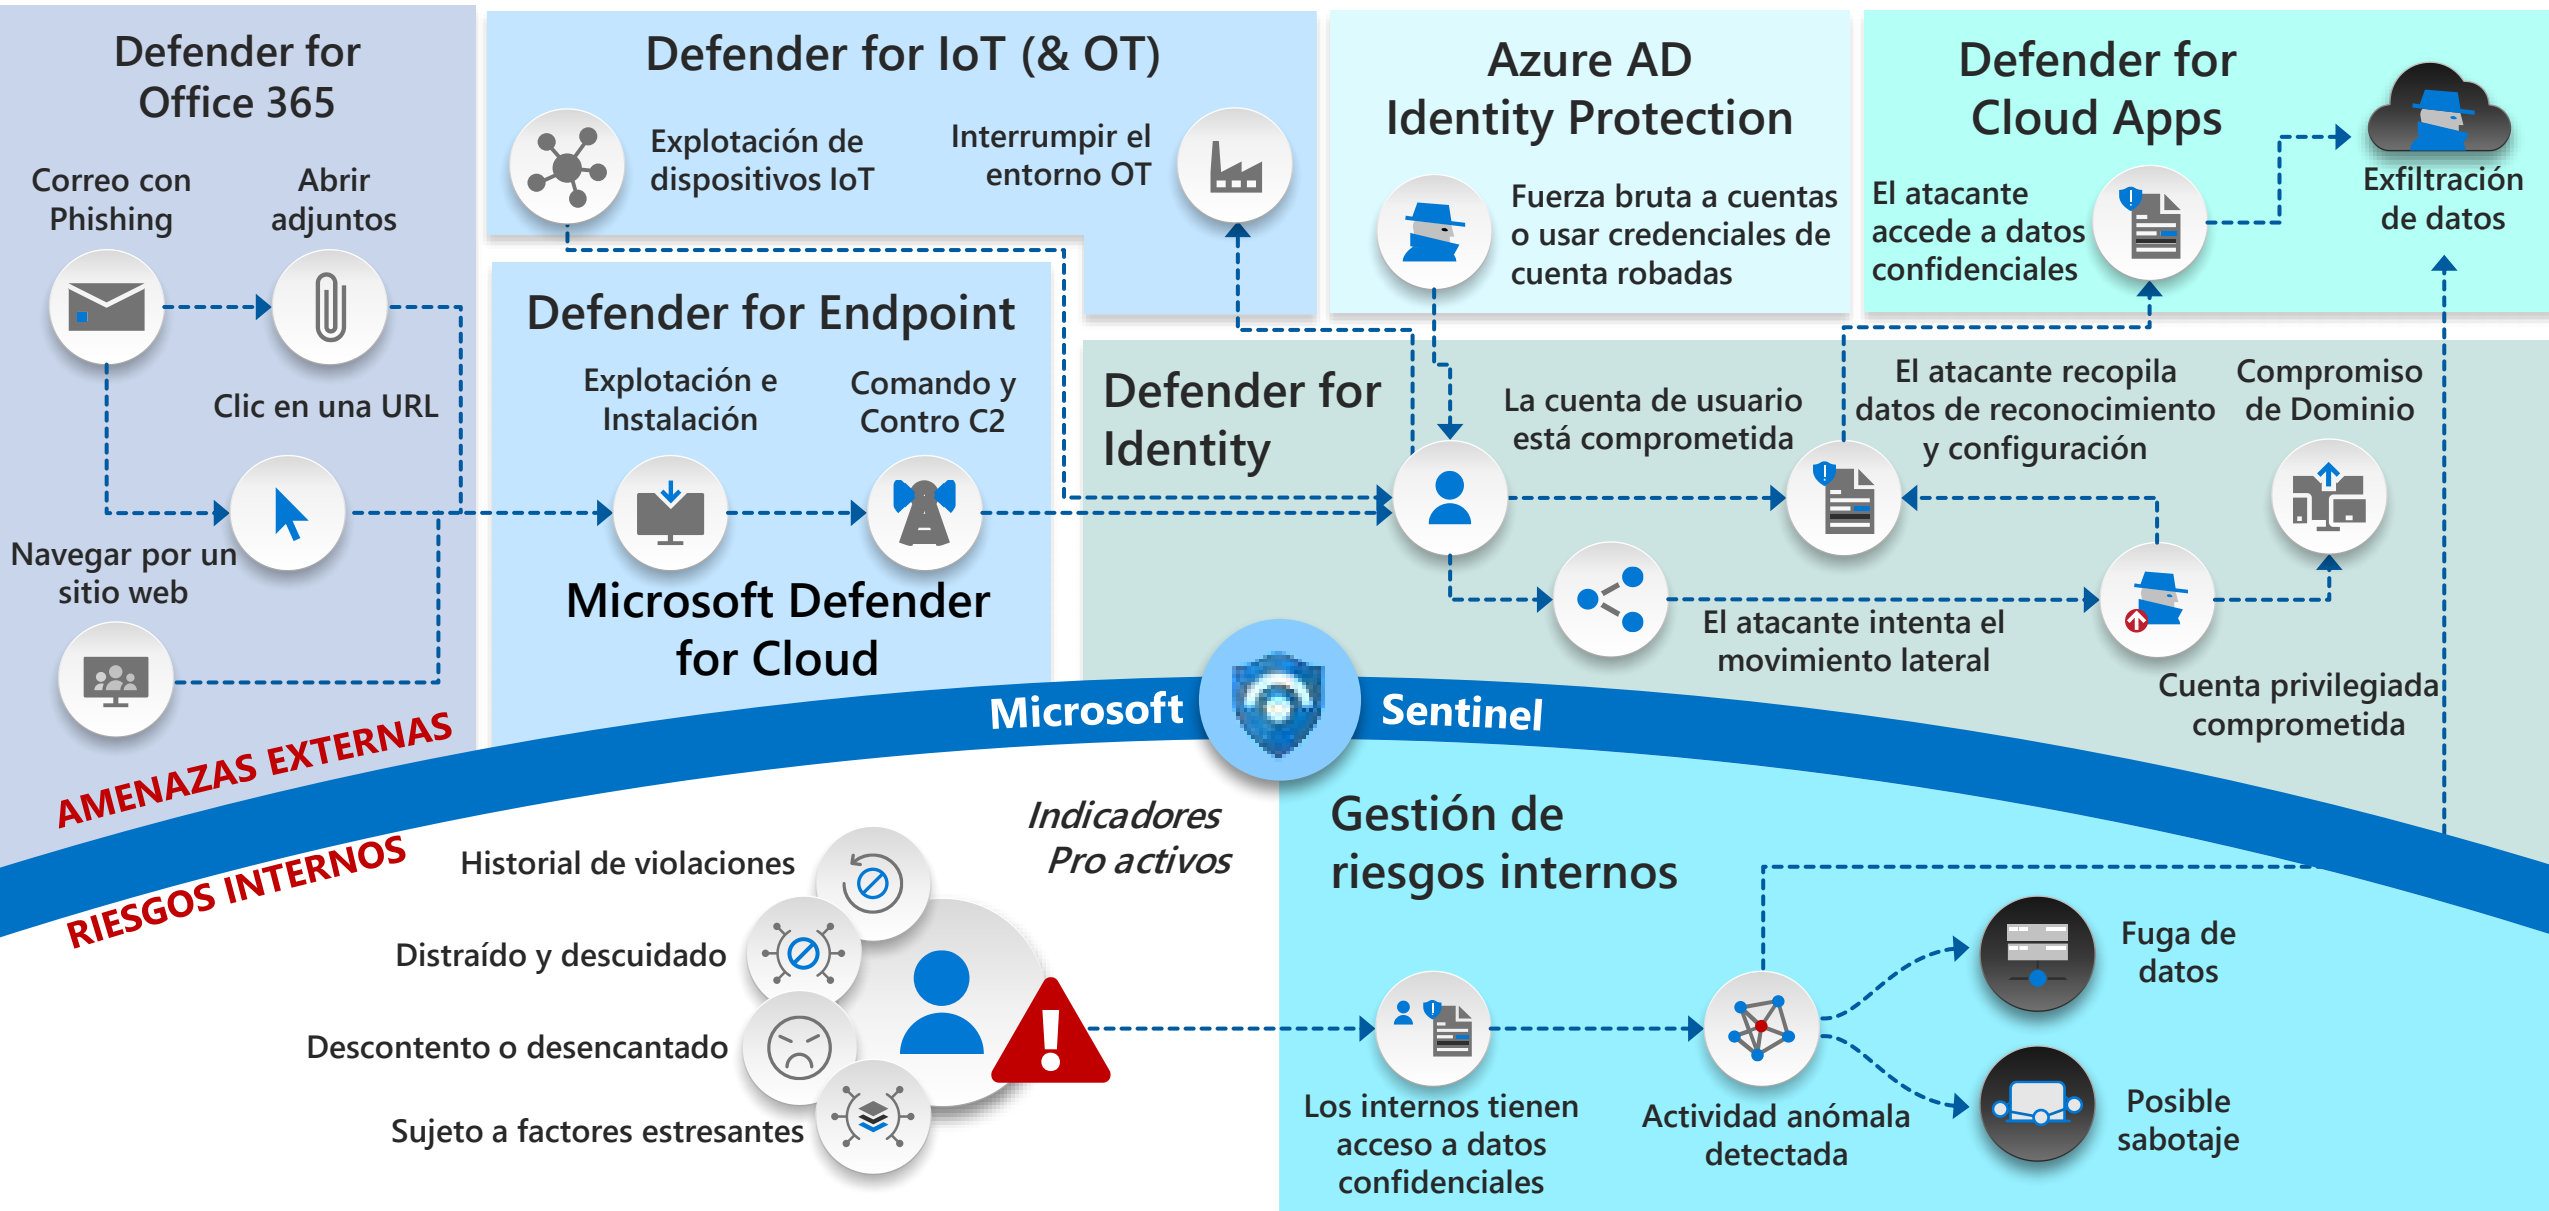 Defender for
Office 365
Correo con
Phishing
Abrir
adjuntos
Clic en una URL
Navegar por un
sitio web
Defender for IoT (& OT)
Explotación de
dispositivos IoT
Interrumpir el
entorno OT
Defender for Endpoint
Explotación e
Instalación
Comando y
Contro C2
Microsoft Defender
for Cloud
Azure AD
Identity Protection
Fuerza bruta a cuentas
o usar credenciales de
cuenta robadas
Defender for
Cloud Apps
El atacante
accede a datos
confidenciales
Exfiltración
de datos
Defender for
Identity
La cuenta de usuario
está comprometida
El atacante recopila
datos de reconocimiento
y configuración
Compromiso
de Dominio
El atacante intenta el
movimiento lateral
Cuenta privilegiada
comprometida
Microsoft Sentinel
AMENAZAS EXTERNAS
RIESGOS INTERNOS
Indicadores
Pro activos
Historial de violaciones
Distraído y descuidado
Descontento o desencantado
Sujeto a factores estresantes
Gestión de
riesgos internos
Los internos tienen
acceso a datos
confidenciales
Actividad anómala
detectada
Fuga de
datos
Posible
sabotaje